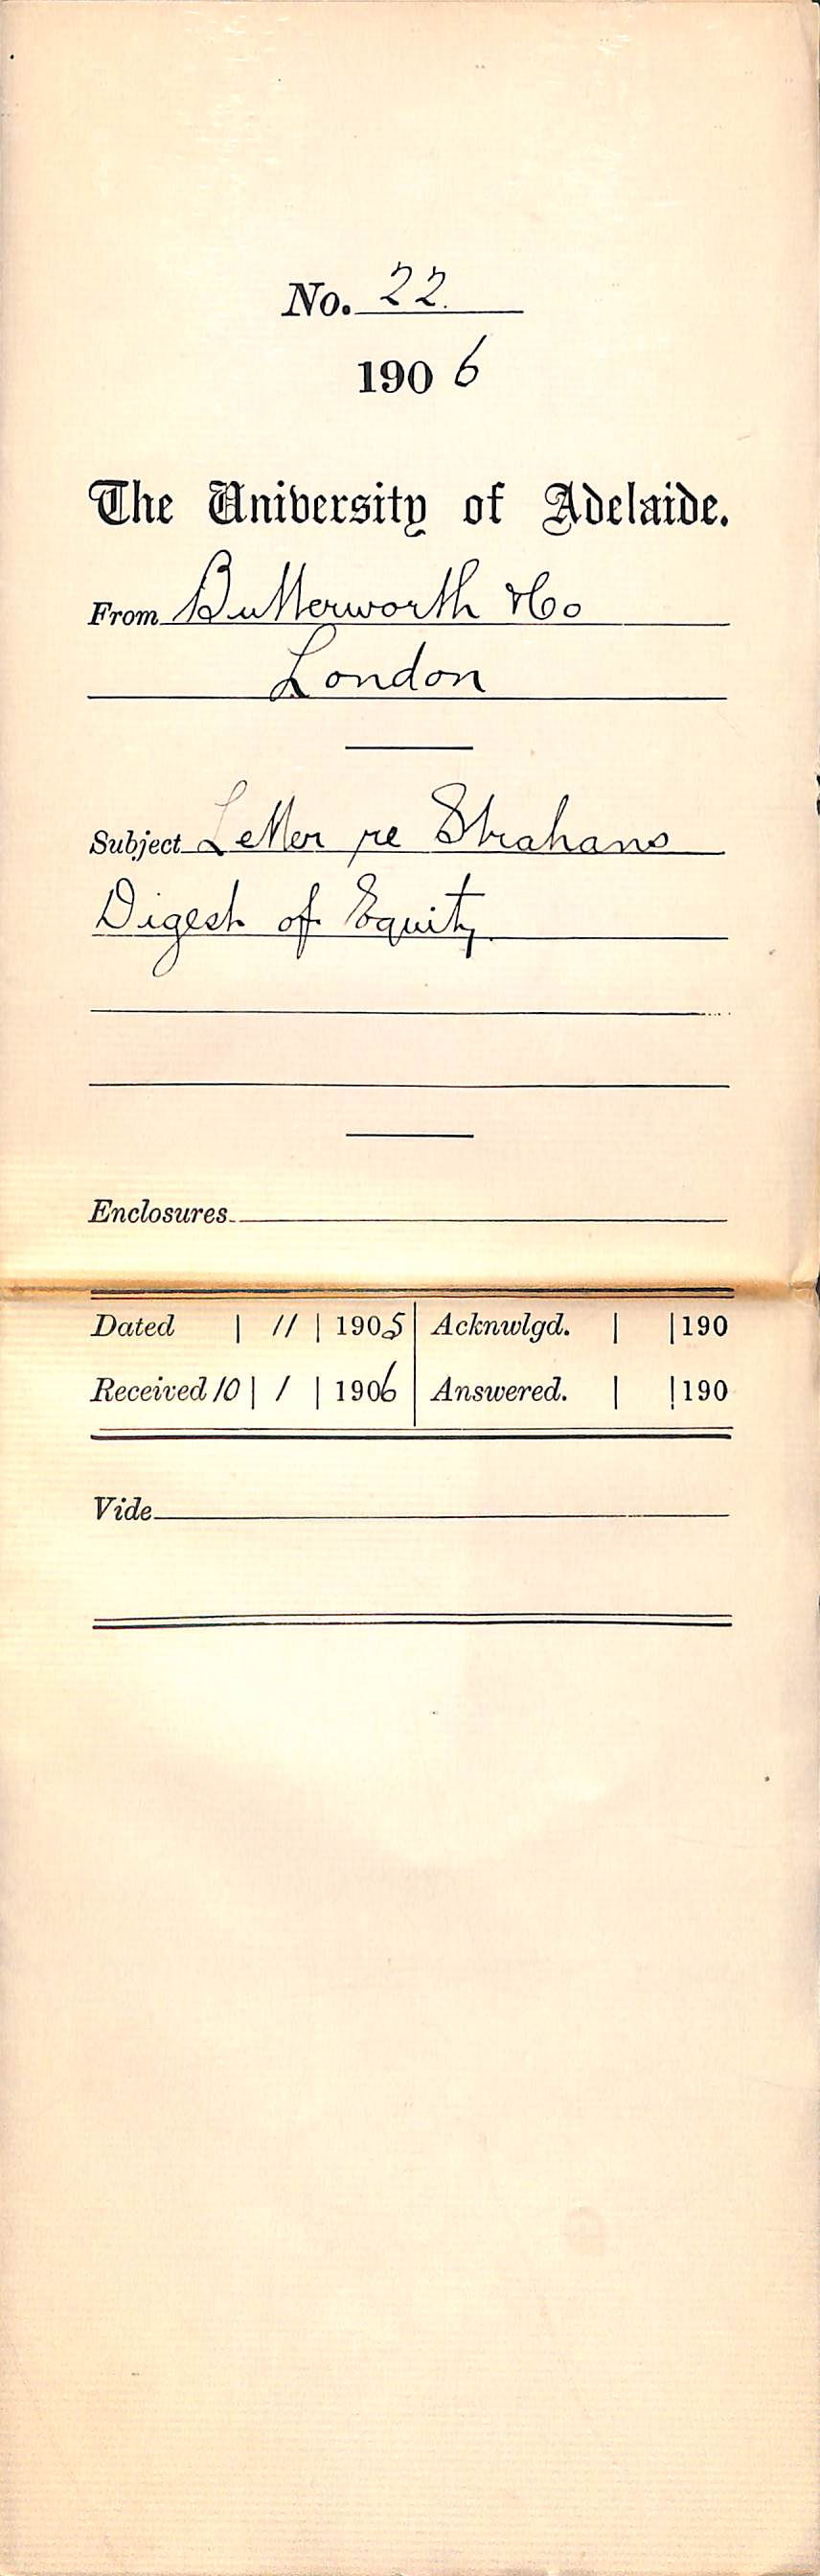 No. 22.
1906
The University of Adelaide.
From Butterworth & Co
London
Subject Letter re Strahans
Digest of Equity
Enclosures
Dated | 11 | 1905 | Acknwlgd. | | 190
Received 10 | 1 | 1906 | Answered. | | 190
Vide